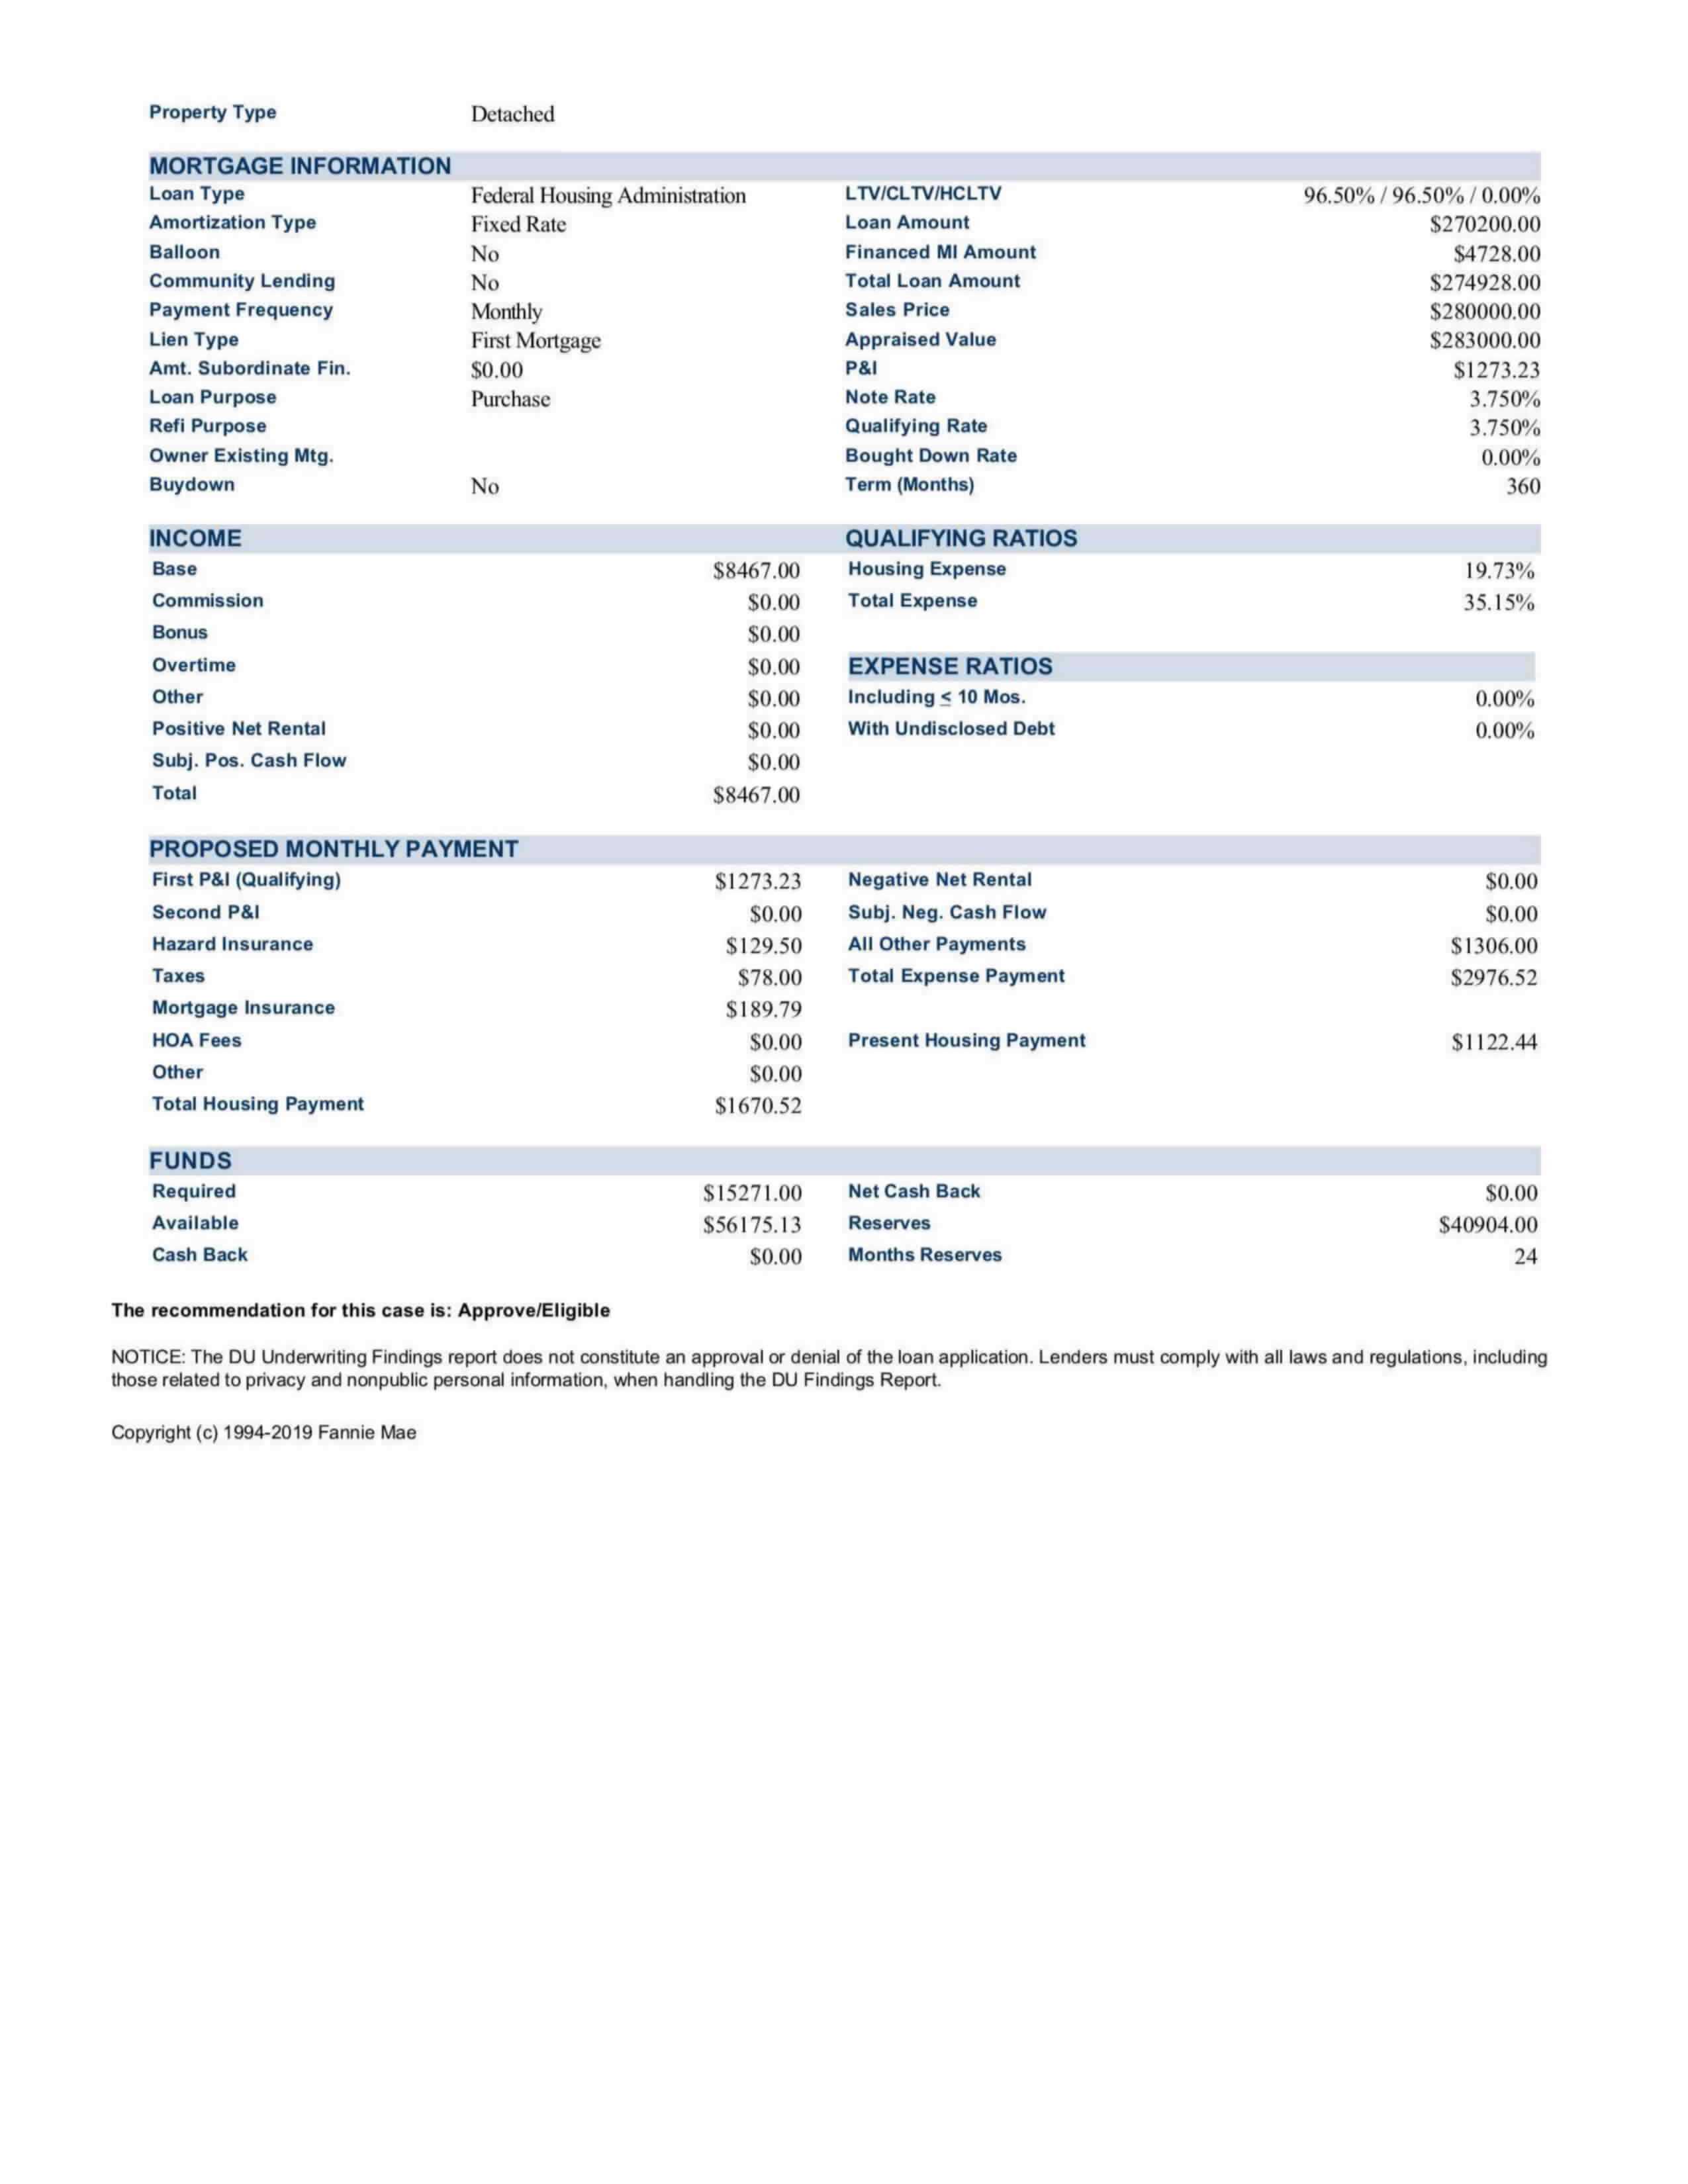 Property Type Detached
MORTGAGE INFORMATION
Loan Type Federal Housing Administration LTV/CLTV/HCLTV 96.50% / 96.50% / 0.00%
Amortization Type Fixed Rate Loan Amount $270200.00
Balloon No Financed MI Amount $4728.00
Community Lending No Total Loan Amount $274928.00
Payment Frequency Monthly Sales Price $280000.00
Lien Type First Mortgage Appraised Value $283000.00
Amt. Subordinate Fin. $0.00 P&I $1273.23
Loan Purpose Purchase Note Rate 3.750%
Refi Purpose Qualifying Rate 3.750%
Owner Existing Mtg. Bought Down Rate 0.00%
Buydown No Term (Months) 360
INCOME QUALIFYING RATIOS
Base $8467.00 Housing Expense 19.73%
Commission $0.00 Total Expense 35.15%
Bonus $0.00
Overtime $0.00 EXPENSE RATIOS
Other $0.00 Including ≤ 10 Mos. 0.00%
Positive Net Rental $0.00 With Undisclosed Debt 0.00%
Subj. Pos. Cash Flow $0.00
Total $8467.00
PROPOSED MONTHLY PAYMENT
First P&I (Qualifying) $1273.23 Negative Net Rental $0.00
Second P&I $0.00 Subj. Neg. Cash Flow $0.00
Hazard Insurance $129.50 All Other Payments $1306.00
Taxes $78.00 Total Expense Payment $2976.52
Mortgage Insurance $189.79
HOA Fees $0.00 Present Housing Payment $1122.44
Other $0.00
Total Housing Payment $1670.52
FUNDS
Required $15271.00 Net Cash Back $0.00
Available $56175.13 Reserves $40904.00
Cash Back $0.00 Months Reserves 24
The recommendation for this case is: Approve/Eligible
NOTICE: The DU Underwriting Findings report does not constitute an approval or denial of the loan application. Lenders must comply with all laws and regulations, including
those related to privacy and nonpublic personal information, when handling the DU Findings Report.
Copyright (c) 1994-2019 Fannie Mae